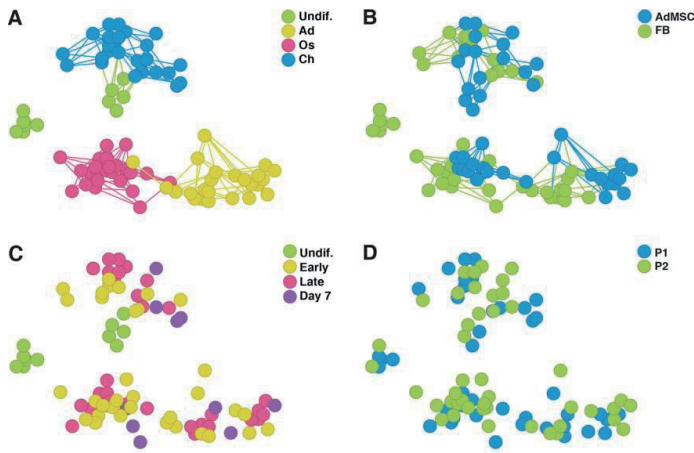 A
Undif.
Ad
Os
Ch
B
AdMSC
FB
C
Undif.
Early
Late
Day 7
D
P1
P2